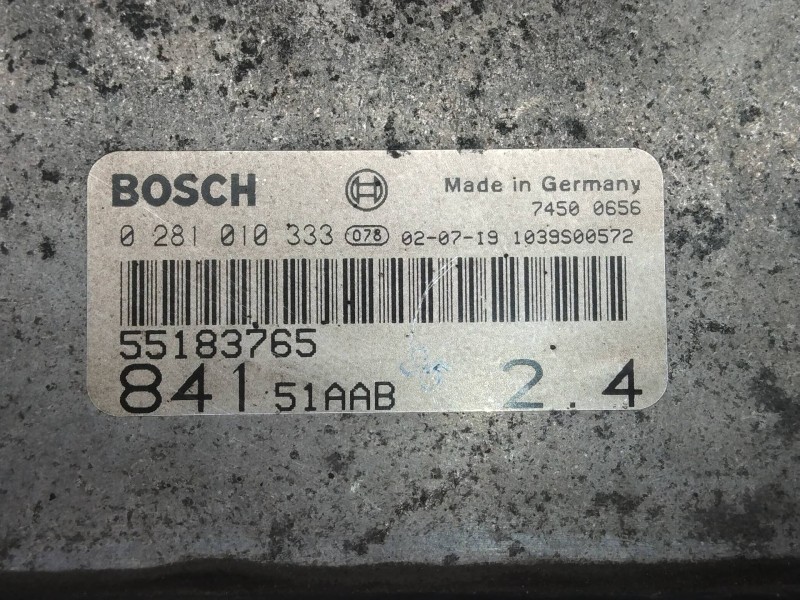 BOSCH Made in Germany
7450 0656
0 281 010 333 078 02-07-19 1039S00572
55183765
841 51AAB 2.4